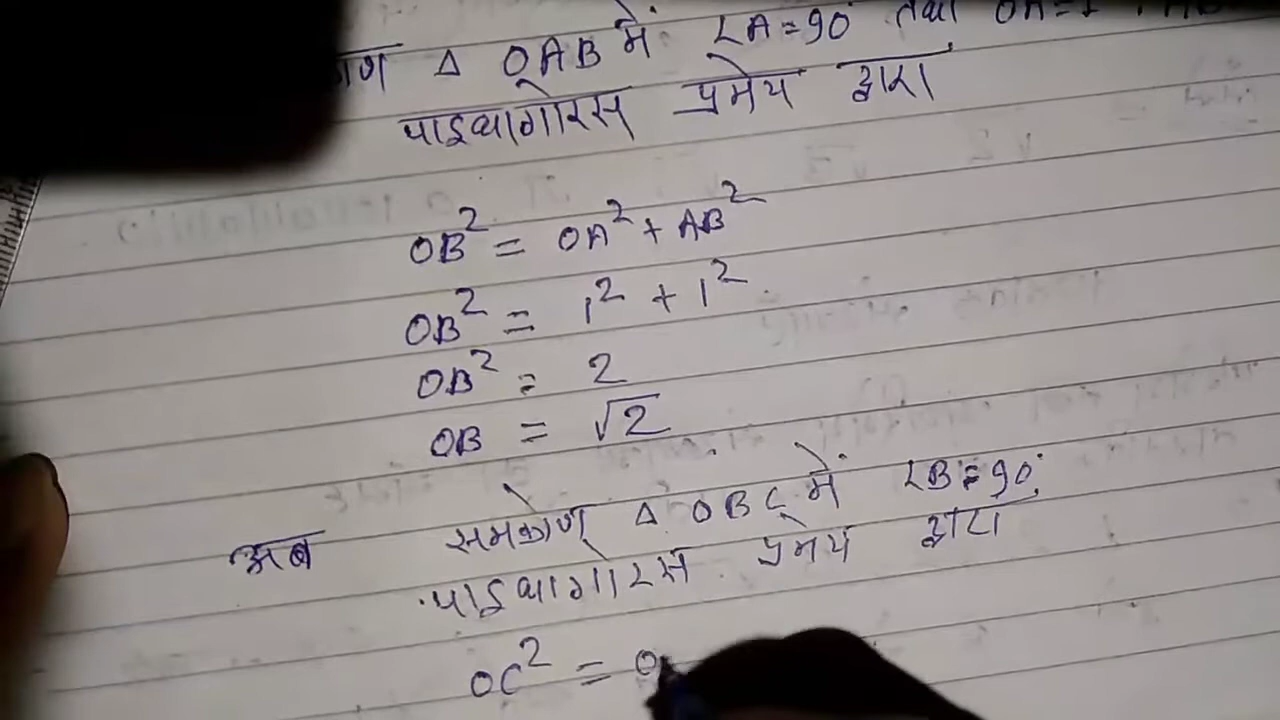 Δ OAB में ∠A=90° तथा
पाइथागोरस प्रमेय द्वारा
OB² = OA² + AB²
OB² = 1² + 1²
OB² = 2
OB = √2
अब समकोण Δ OBC में ∠B=90°
पाइथागोरस प्रमेय द्वारा
OC² =